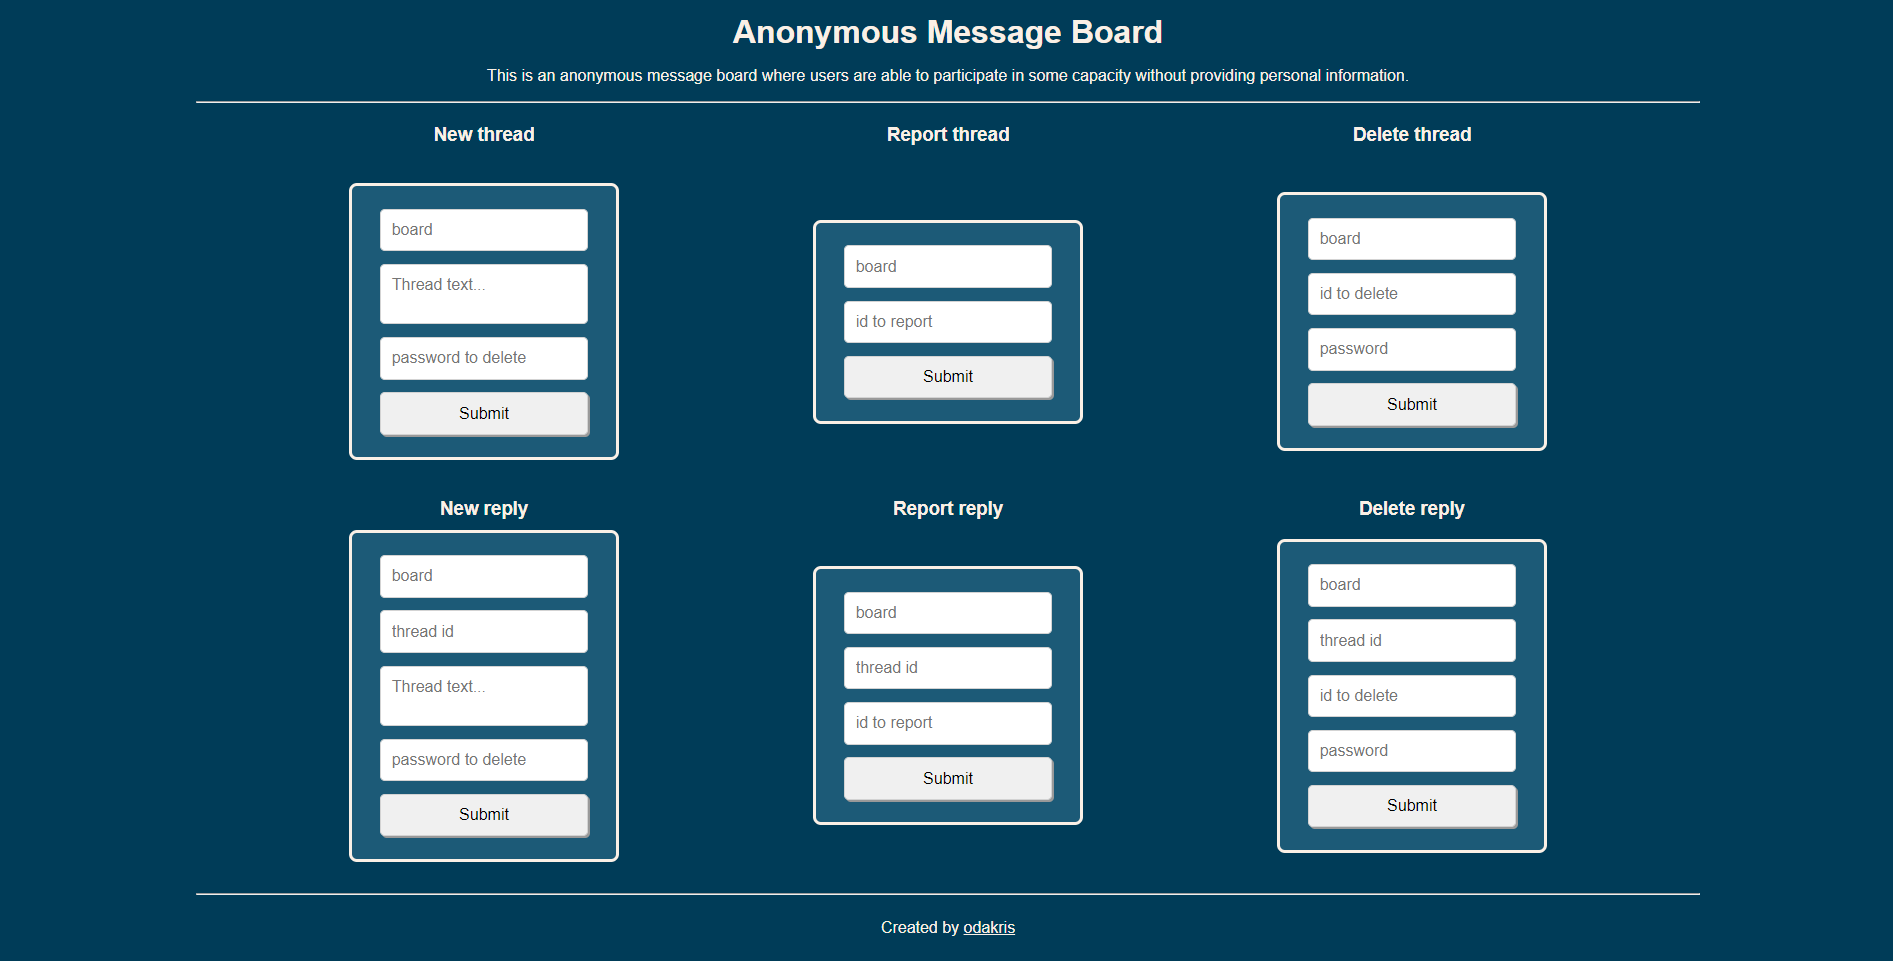 Anonymous Message Board
This is an anonymous message board where users are able to participate in some capacity without providing personal information.
New thread
board
Thread text...
password to delete
Submit
Report thread
board
id to report
Submit
Delete thread
board
id to delete
password
Submit
New reply
board
thread id
Thread text...
password to delete
Submit
Report reply
board
thread id
id to report
Submit
Delete reply
board
thread id
id to delete
password
Submit
Created by odakris